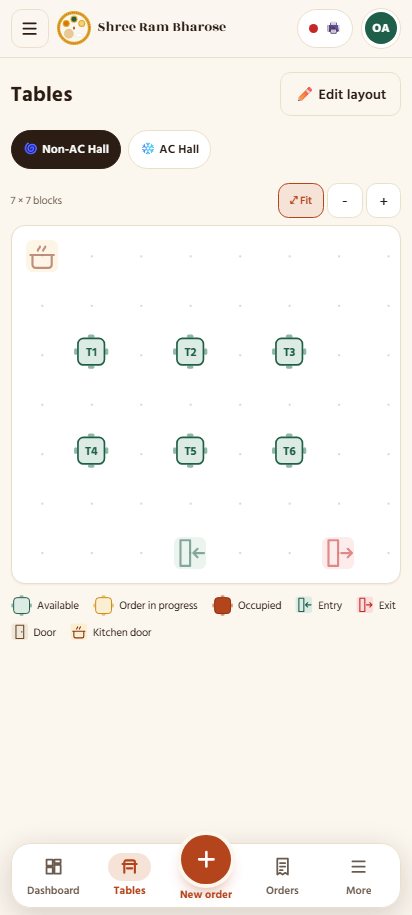 Shree Ram Bharose
OA
Tables
Edit layout
Non-AC Hall
AC Hall
7 × 7 blocks
Fit
-
+
T1
T2
T3
T4
T5
T6
Available
Order in progress
Occupied
Entry
Exit
Door
Kitchen door
Dashboard
Tables
New order
Orders
More